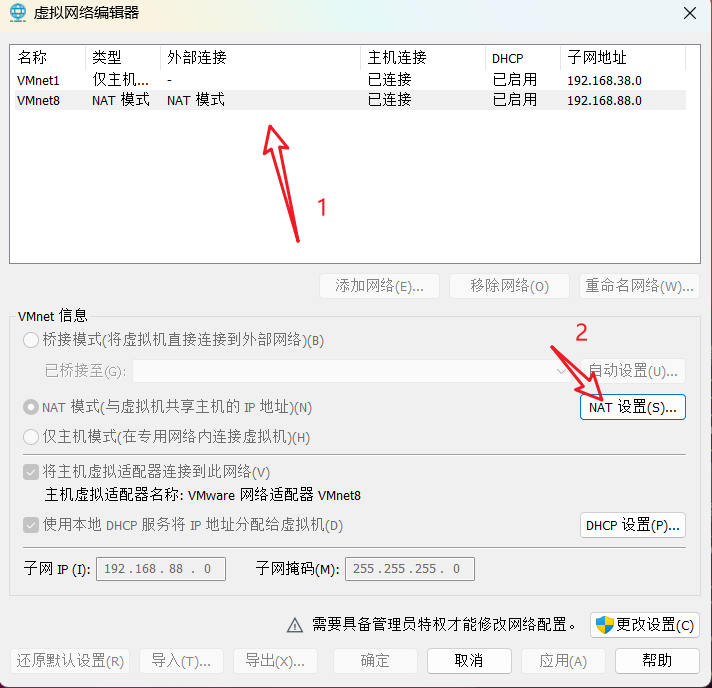 虚拟网络编辑器
名称 类型 外部连接 主机连接 DHCP 子网地址
VMnet1 仅主机... - 已连接 已启用 192.168.38.0
VMnet8 NAT 模式 NAT 模式 已连接 已启用 192.168.88.0
1
添加网络(E)... 移除网络(O) 重命名网络(W)...
VMnet 信息
2
桥接模式(将虚拟机直接连接到外部网络)(B)
已桥接至(G): 自动设置(U)...
NAT 模式(与虚拟机共享主机的 IP 地址)(N) NAT 设置(S)...
仅主机模式(在专用网络内连接虚拟机)(H)
将主机虚拟适配器连接到此网络(V)
主机虚拟适配器名称: VMware 网络适配器 VMnet8
使用本地 DHCP 服务将 IP 地址分配给虚拟机(D) DHCP 设置(P)...
子网 IP (I): 192 . 168 . 88 . 0 子网掩码(M): 255 . 255 . 255 . 0
需要具备管理员特权才能修改网络配置。 更改设置(C)
还原默认设置(R) 导入(T)... 导出(X)... 确定 取消 应用(A) 帮助